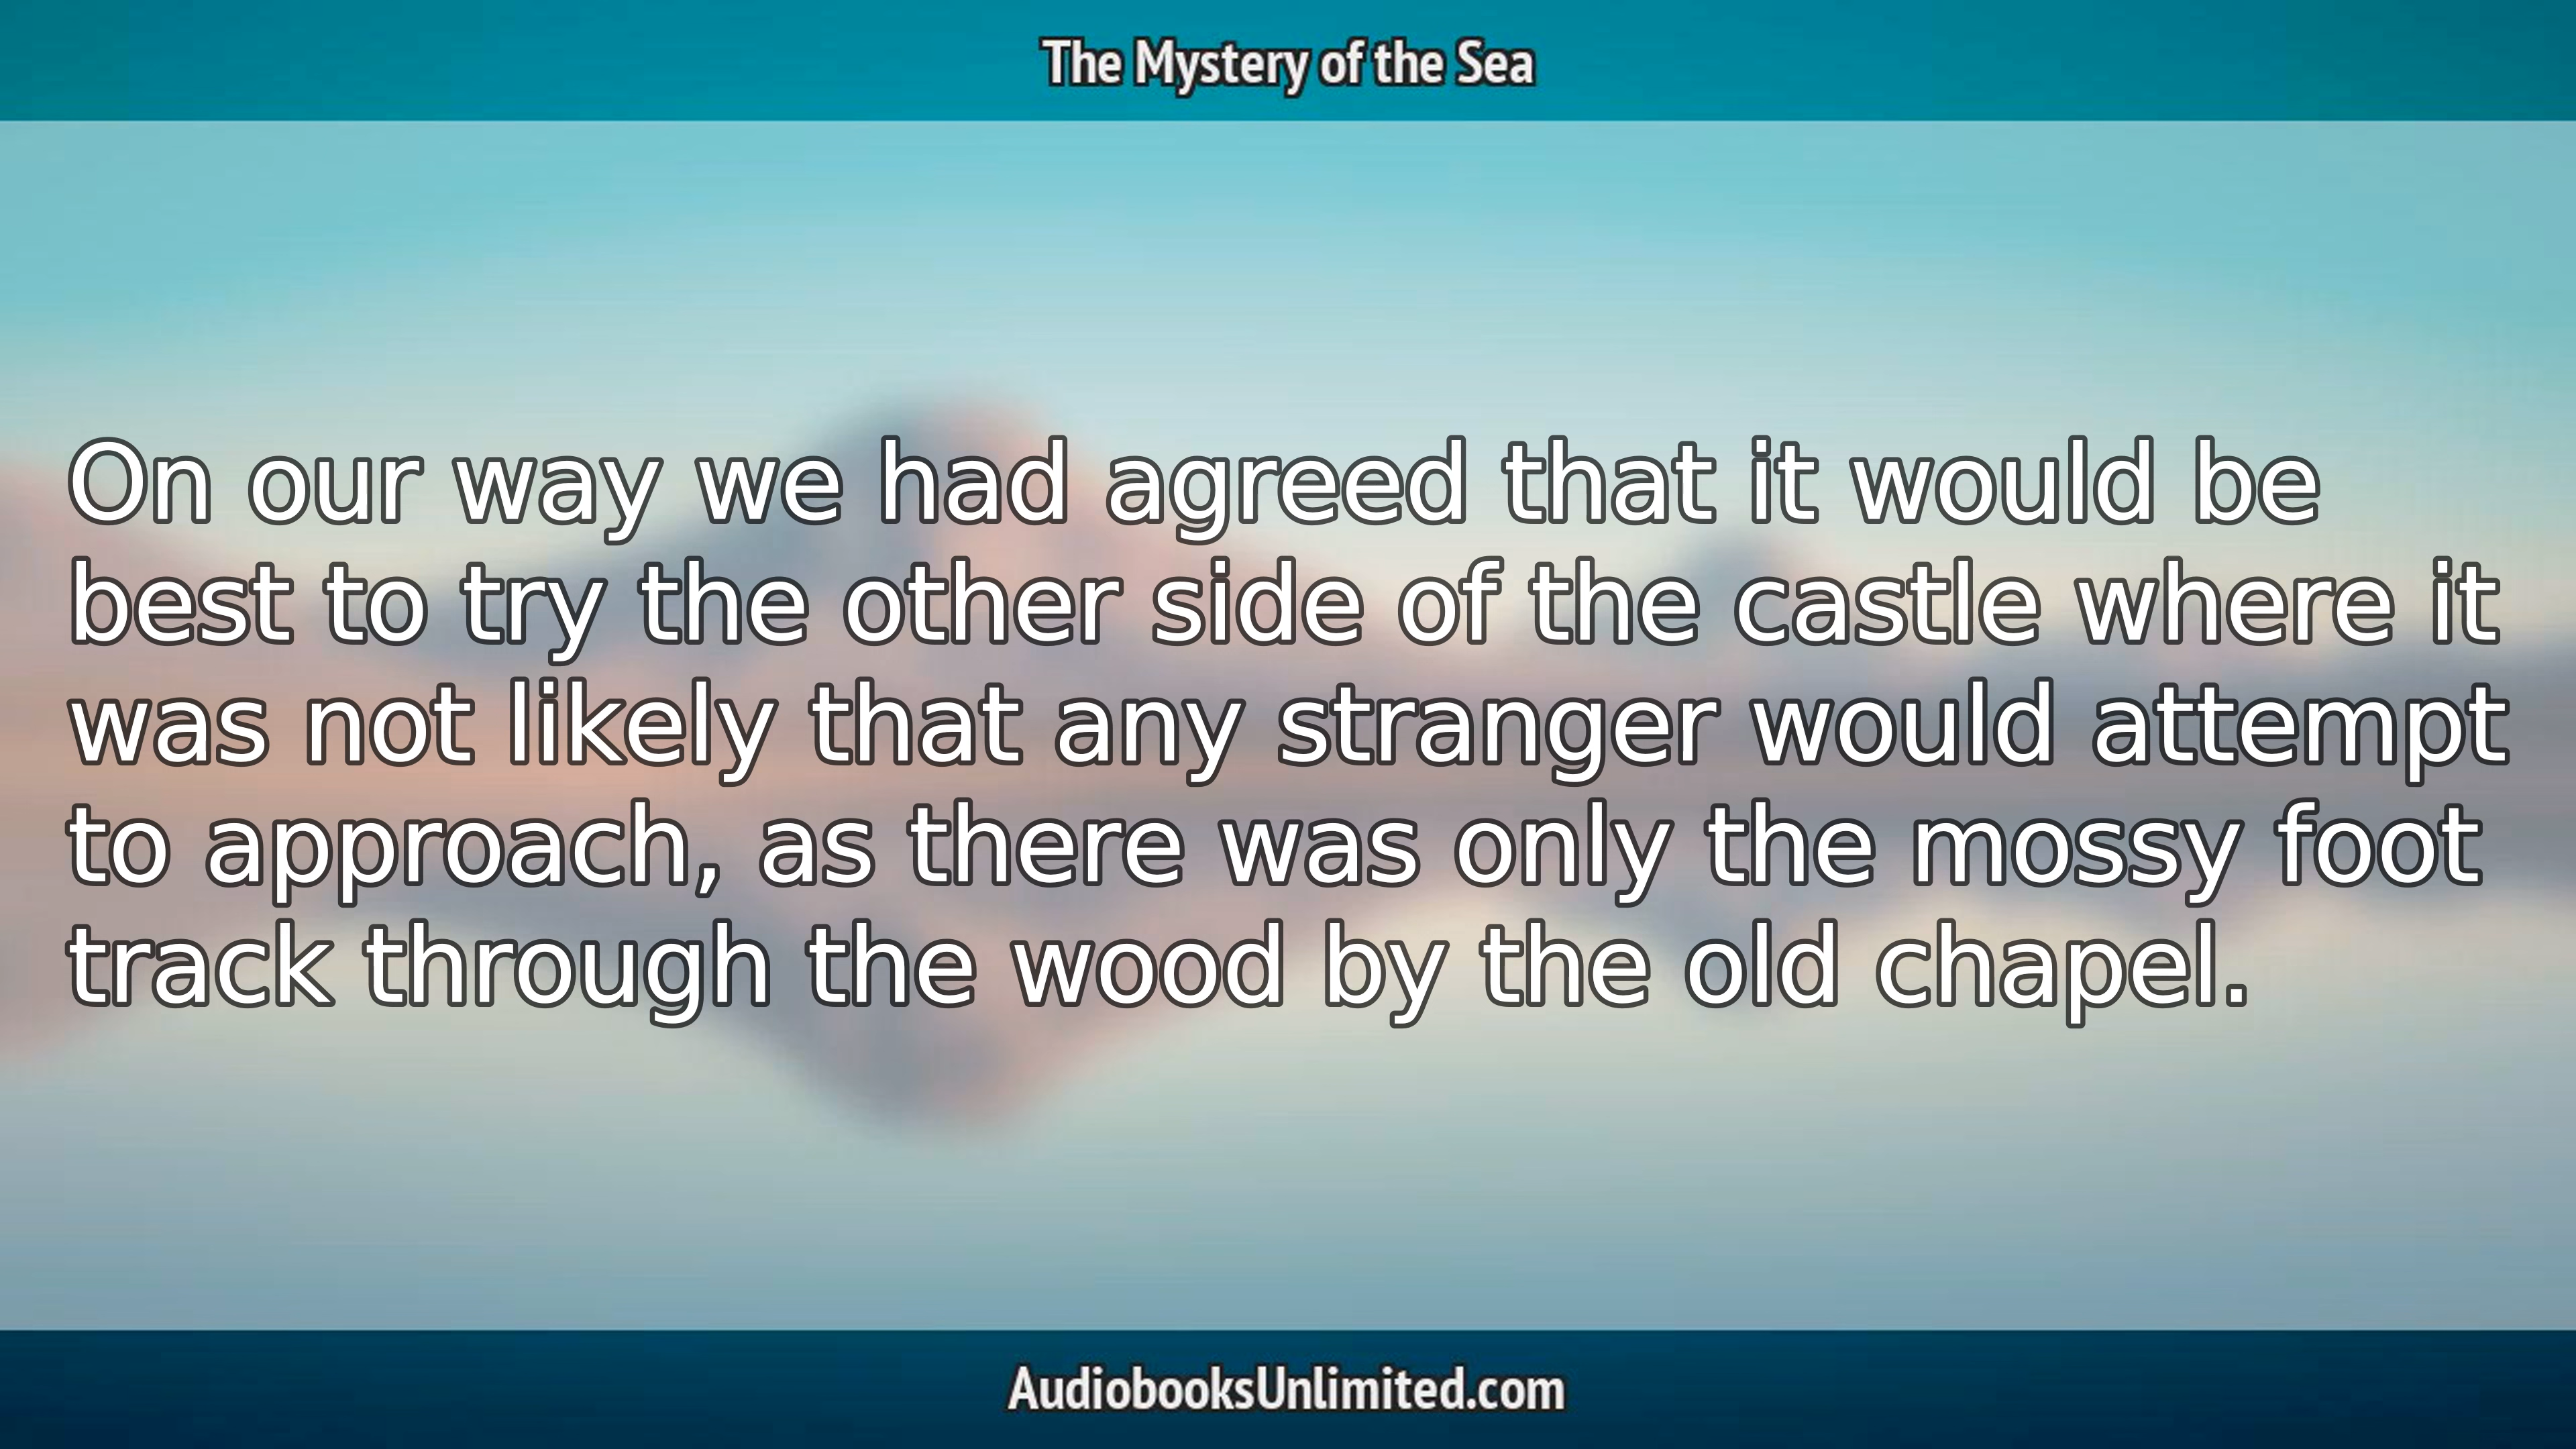 The Mystery of the Sea
On our way we had agreed that it would be
best to try the other side of the castle where it
was not likely that any stranger would attempt
to approach, as there was only the mossy foot
track through the wood by the old chapel.
AudiobooksUnlimited.com